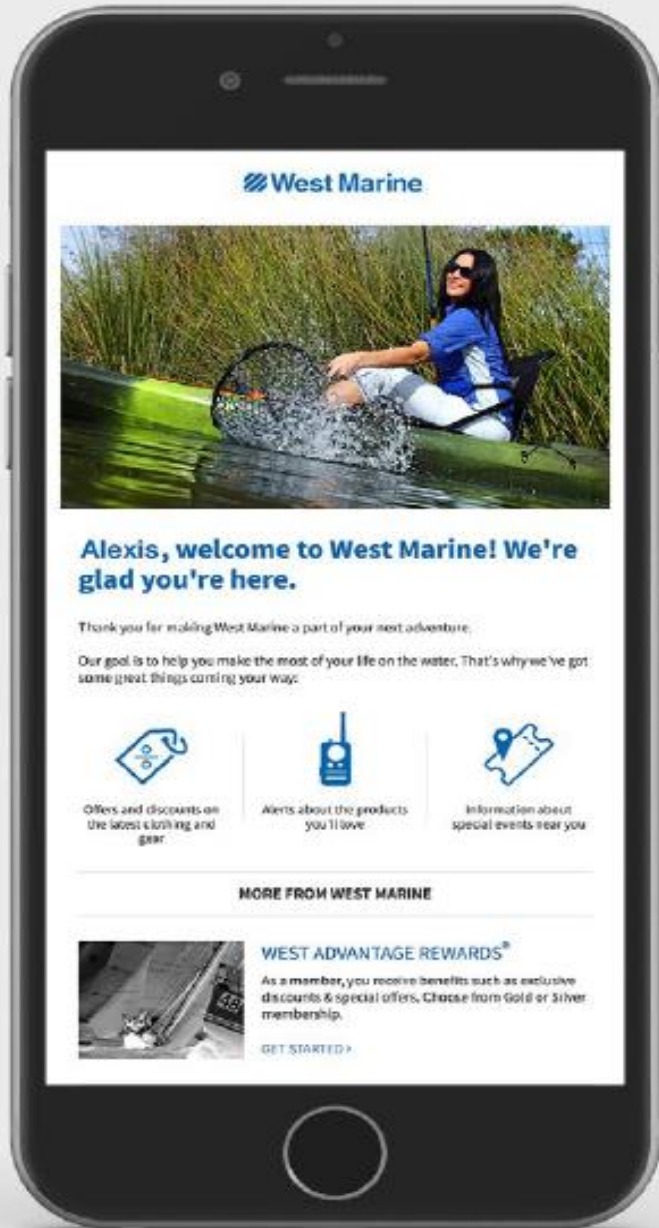 West Marine
Alexis, welcome to West Marine! We're
glad you're here.
Thank you for making West Marine a part of your next adventure.
Our goal is to help you make the most of your life on the water. That's why we've got
some great things coming your way:
Offers and discounts on
the latest clothing and
gear
Alerts about the products
you'll love
Information about
special events near you
MORE FROM WEST MARINE
WEST ADVANTAGE REWARDS®
As a member, you receive benefits such as exclusive
discounts & special offers. Choose from Gold or Silver
membership.
GET STARTED >
48